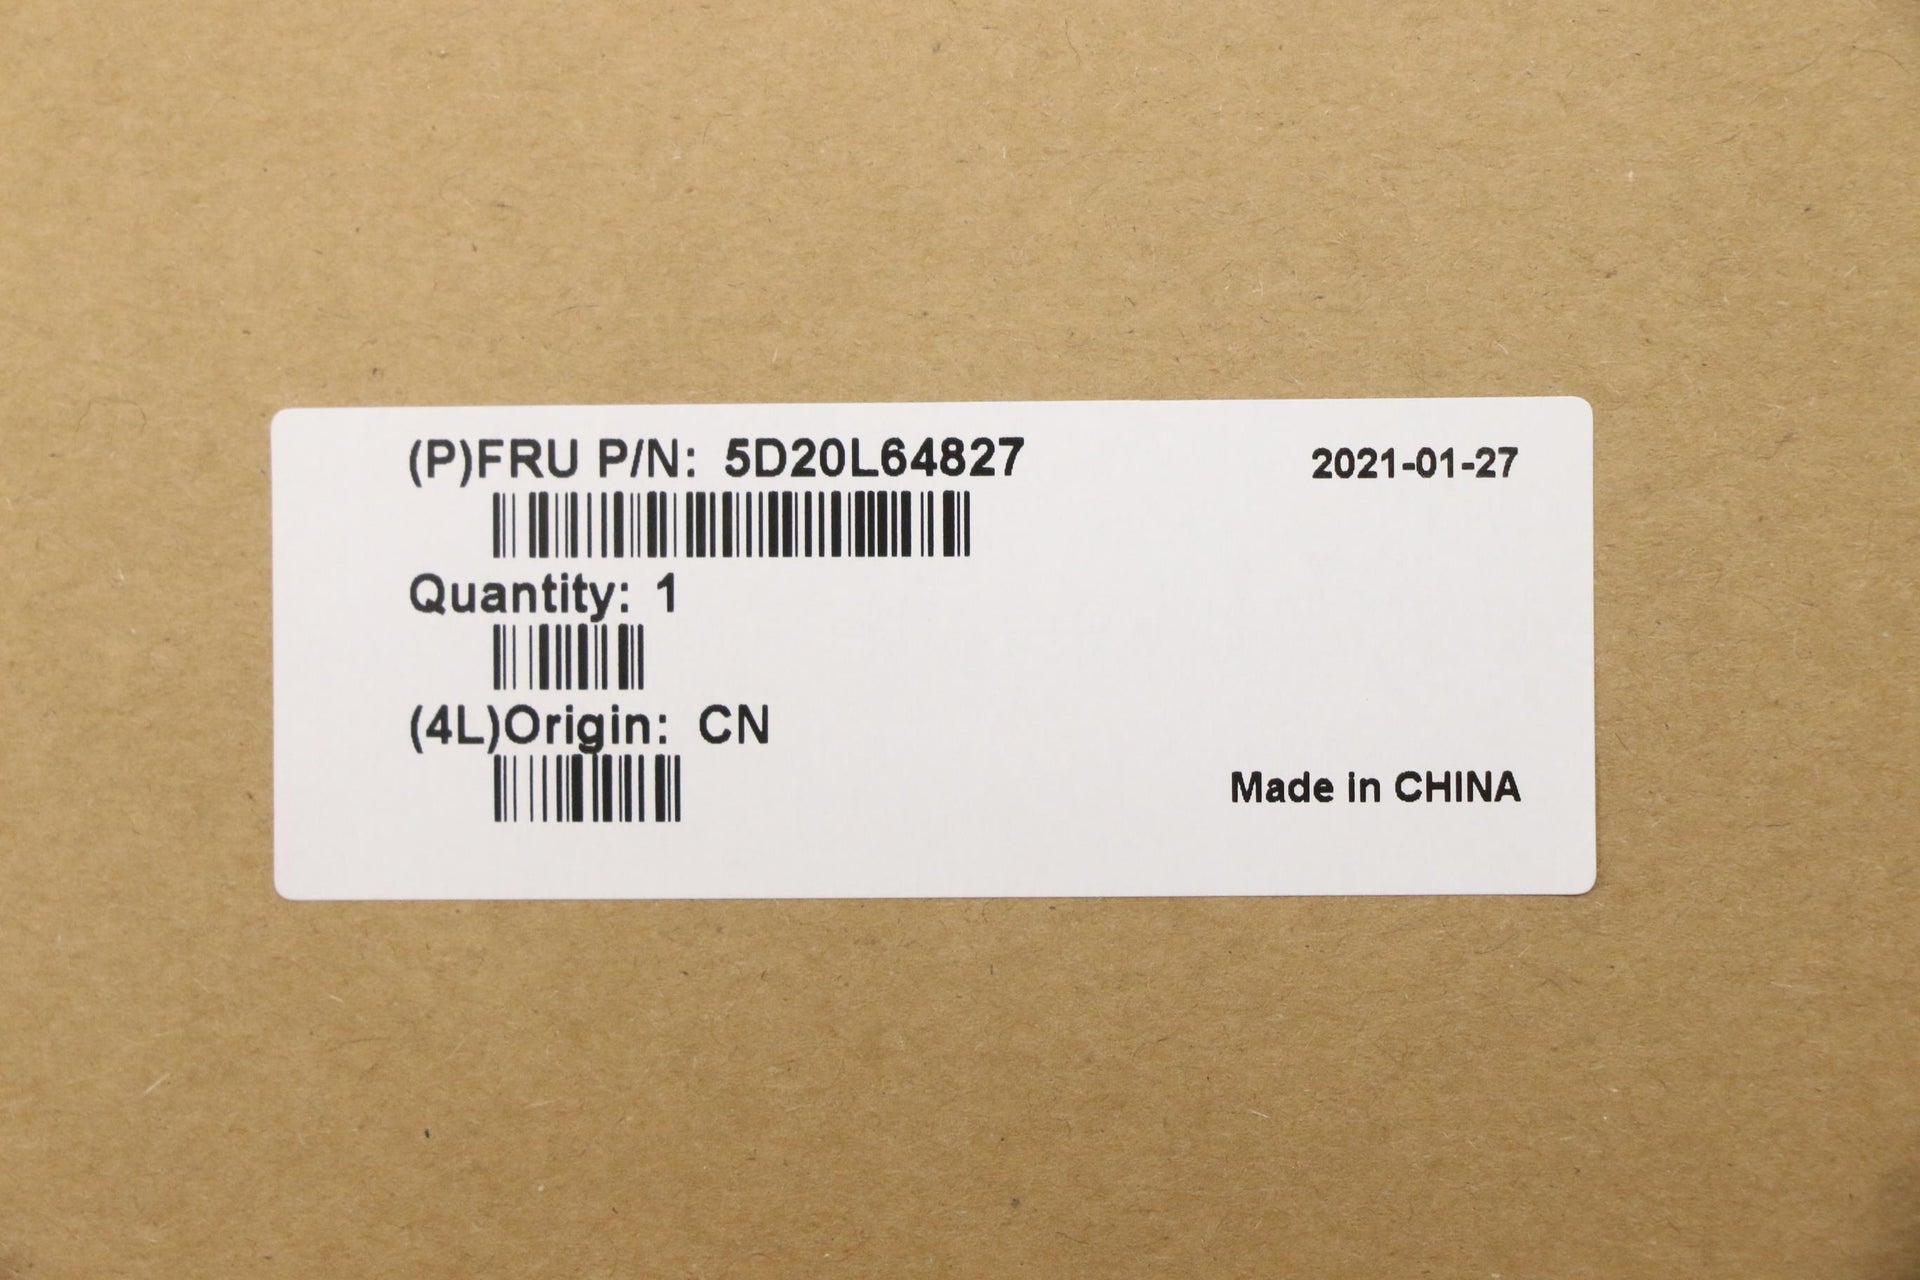 (P)FRU P/N: 5D20L64827
2021-01-27
Quantity: 1
(4L)Origin: CN
Made in CHINA